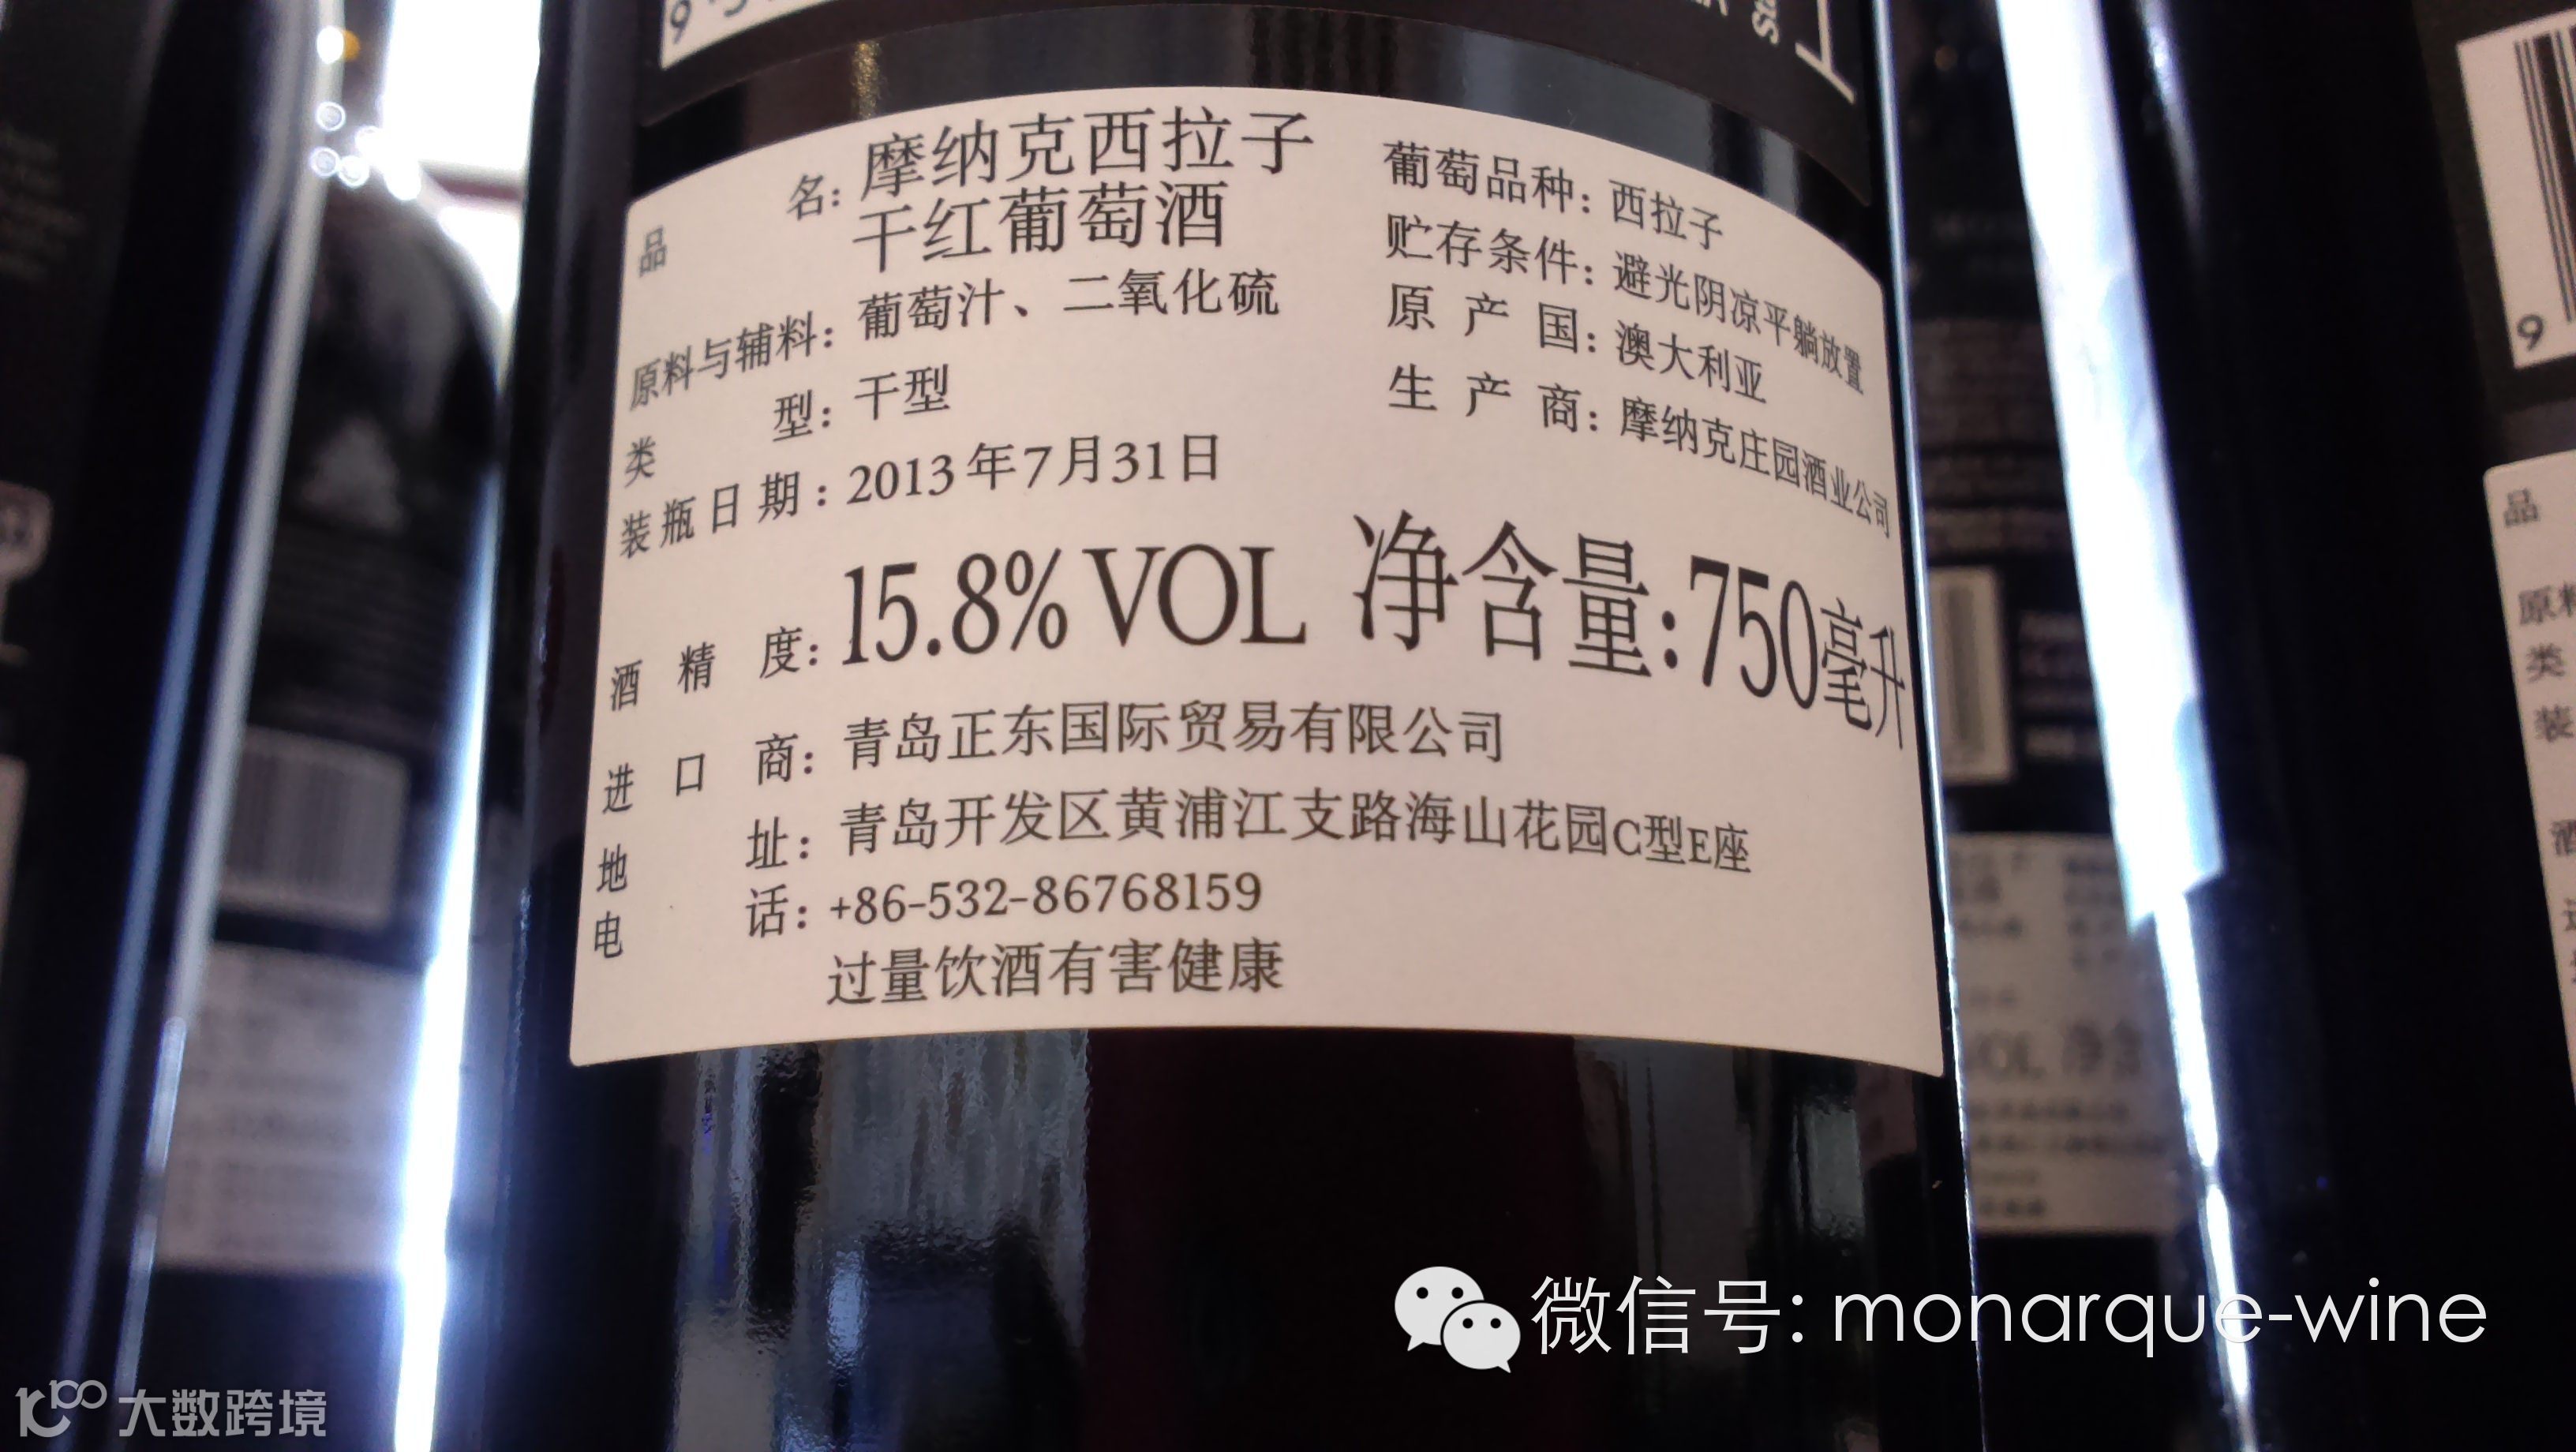 品名：摩纳克西拉子
干红葡萄酒
原料与辅料：葡萄汁、二氧化硫
类型：干型
装瓶日期：2013年7月31日
葡萄品种：西拉子
贮存条件：避光阴凉平躺放置
原产国：澳大利亚
生产商：摩纳克庄园酒业公司
酒精度：15.8% VOL 净含量:750毫升
进口商：青岛正东国际贸易有限公司
地址：青岛开发区黄浦江支路海山花园C型E座
电话：+86-532-86768159
过量饮酒有害健康
9
品
类
装
微信号: monarque-wine
大数跨境